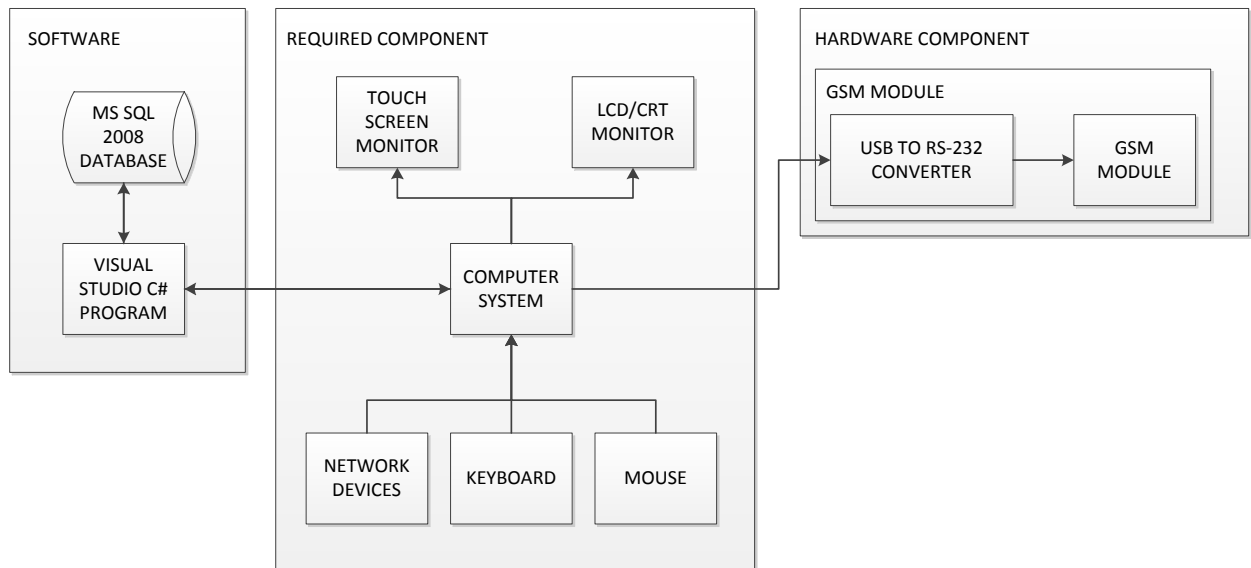 SOFTWARE
MS SQL
2008
DATABASE
VISUAL
STUDIO C#
PROGRAM
REQUIRED COMPONENT
TOUCH
SCREEN
MONITOR
LCD/CRT
MONITOR
COMPUTER
SYSTEM
NETWORK
DEVICES
KEYBOARD
MOUSE
HARDWARE COMPONENT
GSM MODULE
USB TO RS-232
CONVERTER
GSM
MODULE